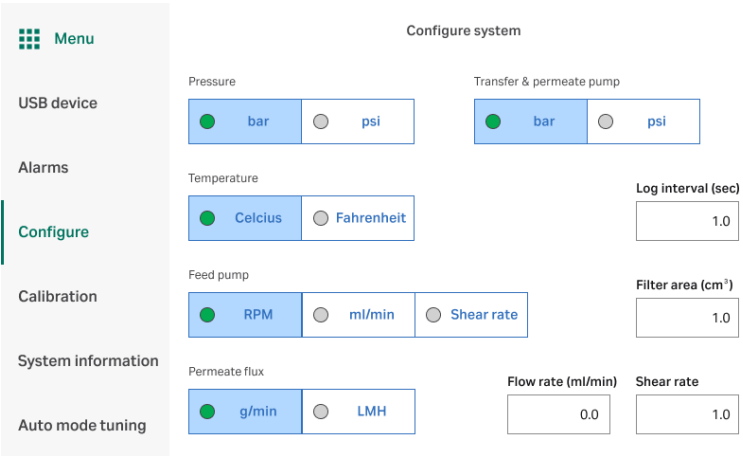 Menu
USB device
Alarms
Configure
Calibration
System information
Auto mode tuning
Configure system
Pressure
bar psi
Transfer & permeate pump
bar psi
Temperature
Celcius Fahrenheit
Log interval (sec)
1.0
Feed pump
RPM ml/min Shear rate
Filter area (cm³)
1.0
Permeate flux
g/min LMH
Flow rate (ml/min)
0.0
Shear rate
1.0